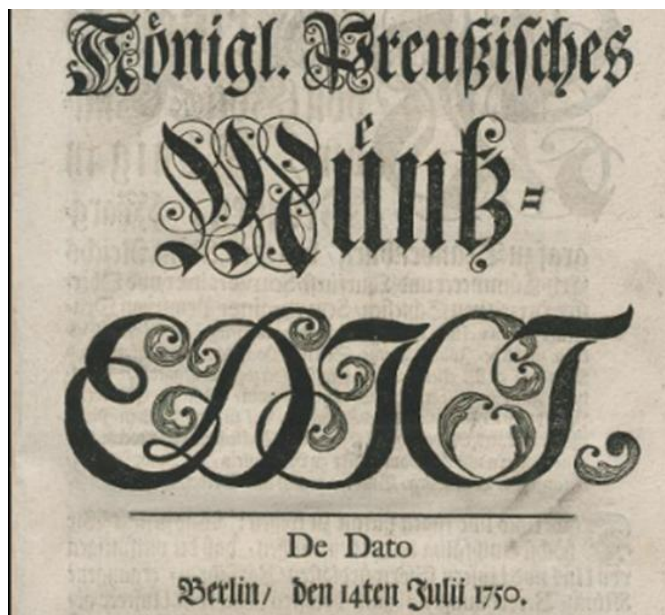 Königl. Preußisches
Müntz-
EDICT.
De Dato
Berlin/ den 14ten Julii 1750.